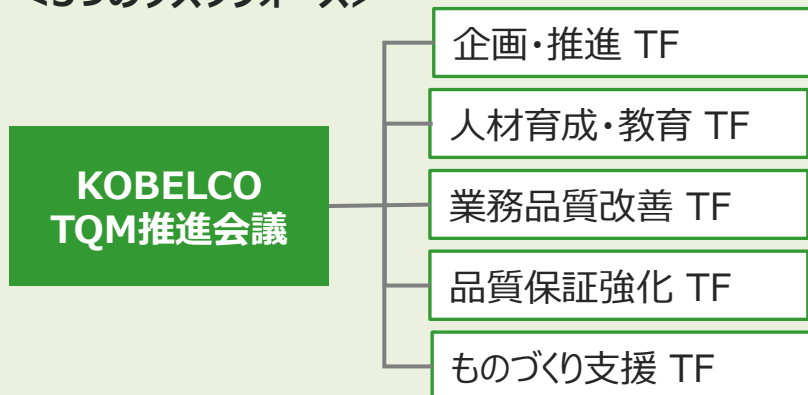 企画・推進 TF
人材育成・教育 TF
KOBELCO
TQM推進会議
業務品質改善 TF
品質保証強化 TF
ものづくり支援 TF